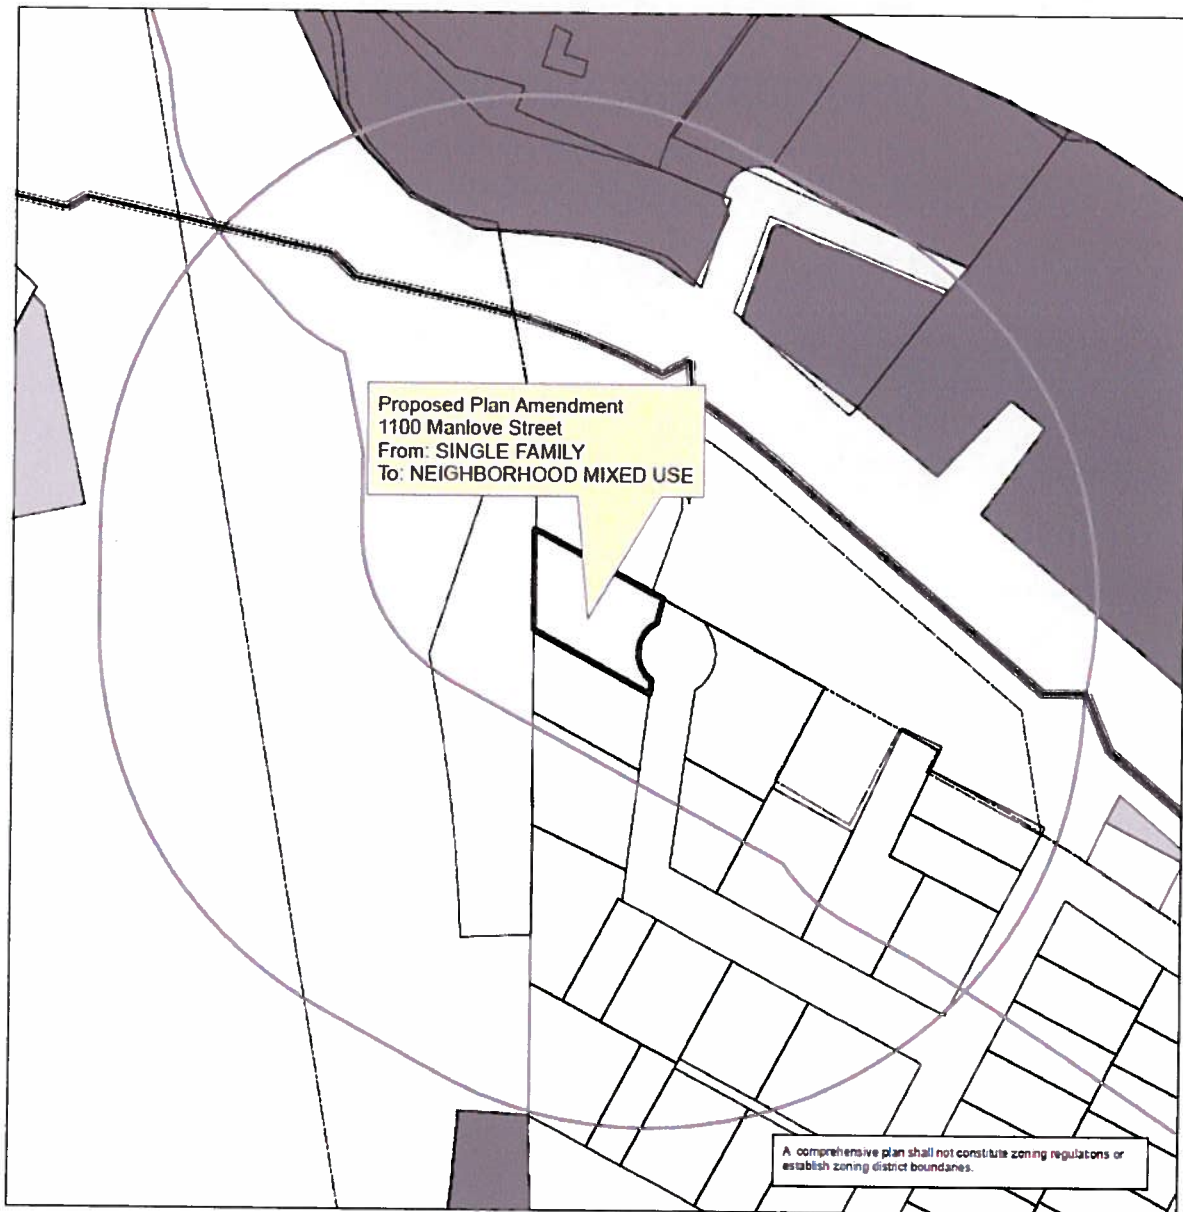 Proposed Plan Amendment
1100 Manlove Street
From: SINGLE FAMILY
To: NEIGHBORHOOD MIXED USE
A comprehensive plan shall not constitute zoning regulations or
establish zoning district boundaries.